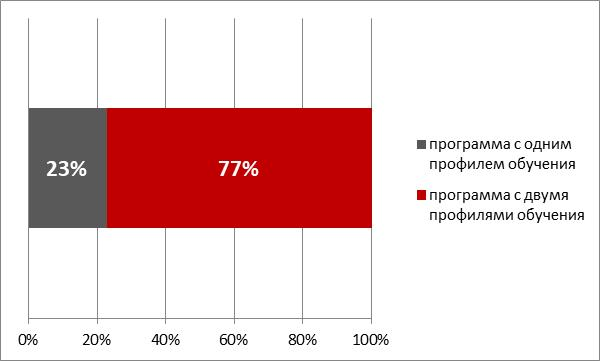 23%
77%
программа с одним
профилем обучения
программа с двумя
профилями обучения
0%
20%
40%
60%
80%
100%